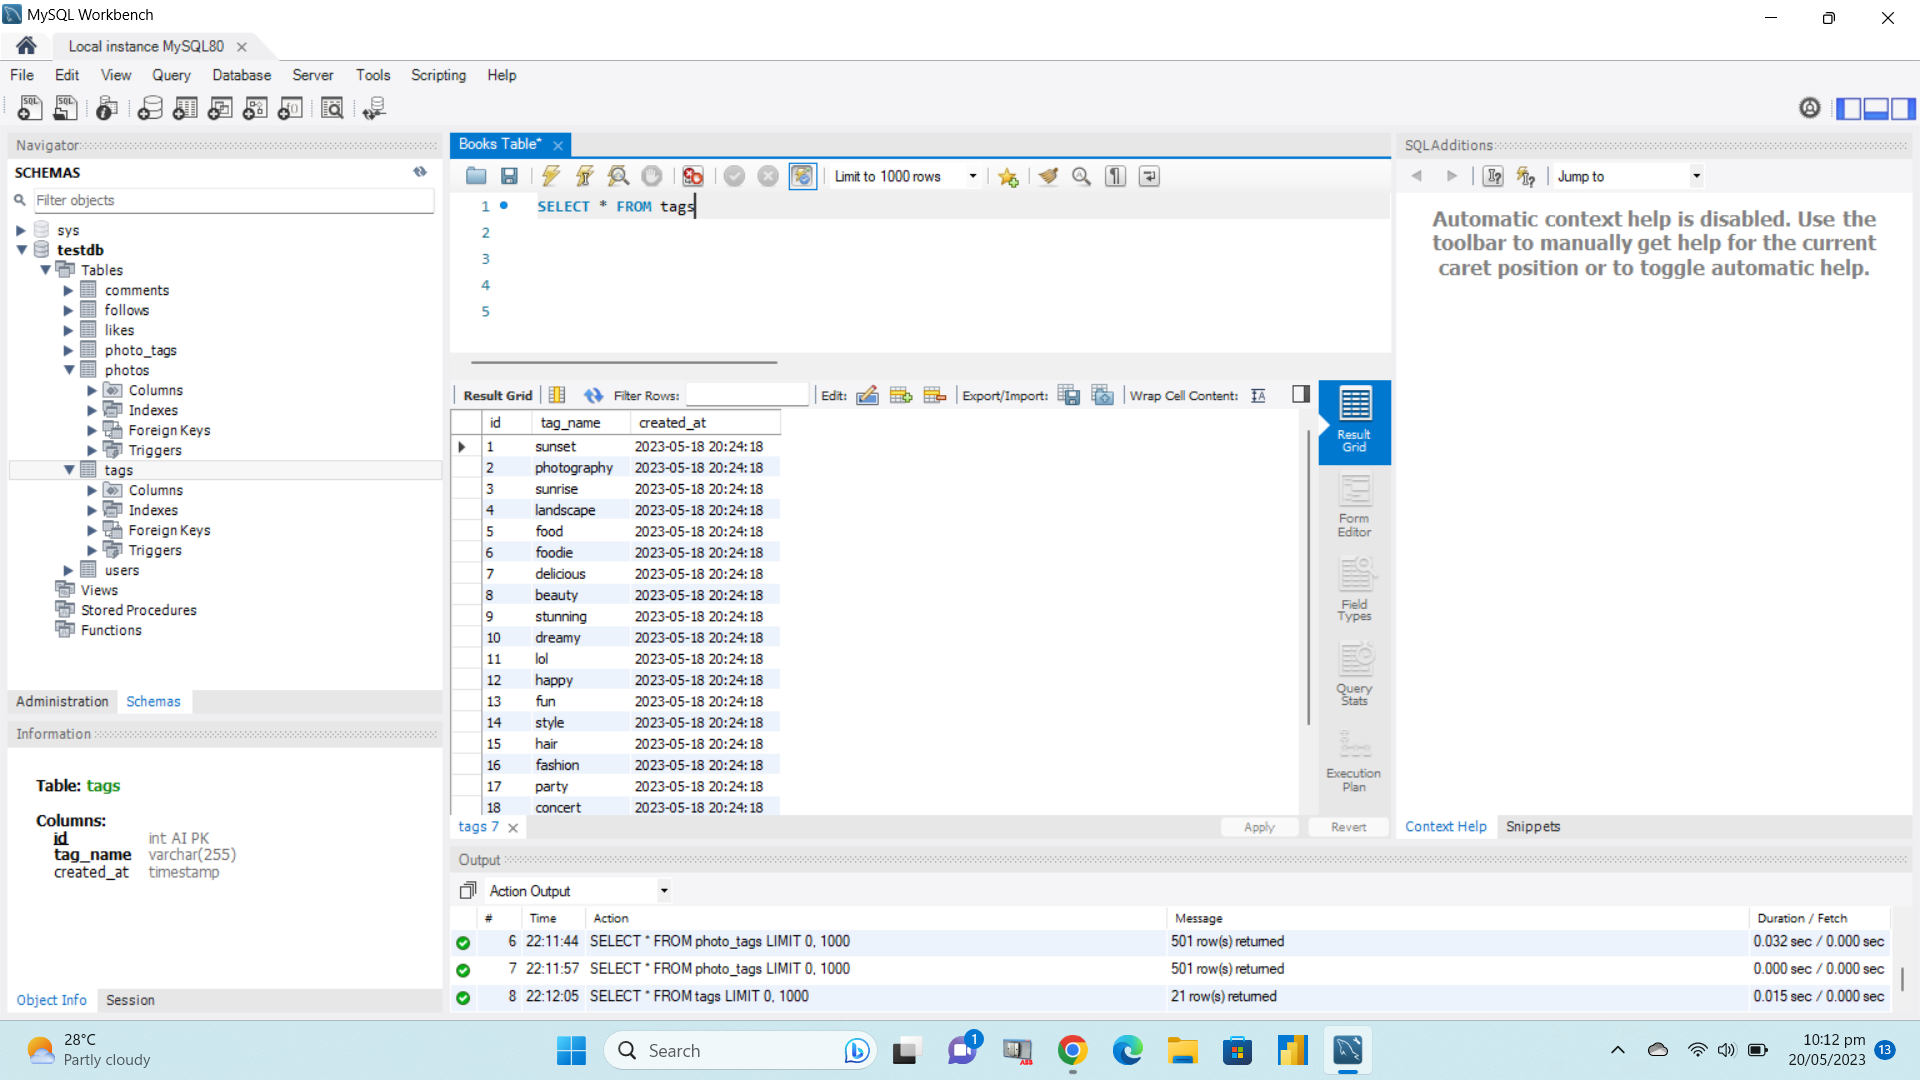 MySQL Workbench
Local instance MySQL80
File Edit View Query Database Server Tools Scripting Help
Navigator
SCHEMAS
Filter objects
sys
testdb
Tables
comments
follows
likes
photo_tags
photos
Columns
Indexes
Foreign Keys
Triggers
tags
Columns
Indexes
Foreign Keys
Triggers
users
Views
Stored Procedures
Functions
Administration Schemas
Information
Table: tags
Columns:
id int AI PK
tag_name varchar(255)
created_at timestamp
Object Info Session
Books Table*
Limit to 1000 rows
1 SELECT * FROM tags
2
3
4
5
Result Grid Filter Rows: Edit: Export/Import: Wrap Cell Content:
id tag_name created_at
1 sunset 2023-05-18 20:24:18
2 photography 2023-05-18 20:24:18
3 sunrise 2023-05-18 20:24:18
4 landscape 2023-05-18 20:24:18
5 food 2023-05-18 20:24:18
6 foodie 2023-05-18 20:24:18
7 delicious 2023-05-18 20:24:18
8 beauty 2023-05-18 20:24:18
9 stunning 2023-05-18 20:24:18
10 dreamy 2023-05-18 20:24:18
11 lol 2023-05-18 20:24:18
12 happy 2023-05-18 20:24:18
13 fun 2023-05-18 20:24:18
14 style 2023-05-18 20:24:18
15 hair 2023-05-18 20:24:18
16 fashion 2023-05-18 20:24:18
17 party 2023-05-18 20:24:18
18 concert 2023-05-18 20:24:18
Result
Grid
Form
Editor
Field
Types
Query
Stats
Execution
Plan
tags 7 Apply Revert
SQLAdditions
Jump to
Automatic context help is disabled. Use the
toolbar to manually get help for the current
caret position or to toggle automatic help.
Context Help Snippets
Output
Action Output
# Time Action Message Duration / Fetch
6 22:11:44 SELECT * FROM photo_tags LIMIT 0, 1000 501 row(s) returned 0.032 sec / 0.000 sec
7 22:11:57 SELECT * FROM photo_tags LIMIT 0, 1000 501 row(s) returned 0.000 sec / 0.000 sec
8 22:12:05 SELECT * FROM tags LIMIT 0, 1000 21 row(s) returned 0.015 sec / 0.000 sec
28°C
Partly cloudy
Search
1
ABB
10:12 pm
20/05/2023
13